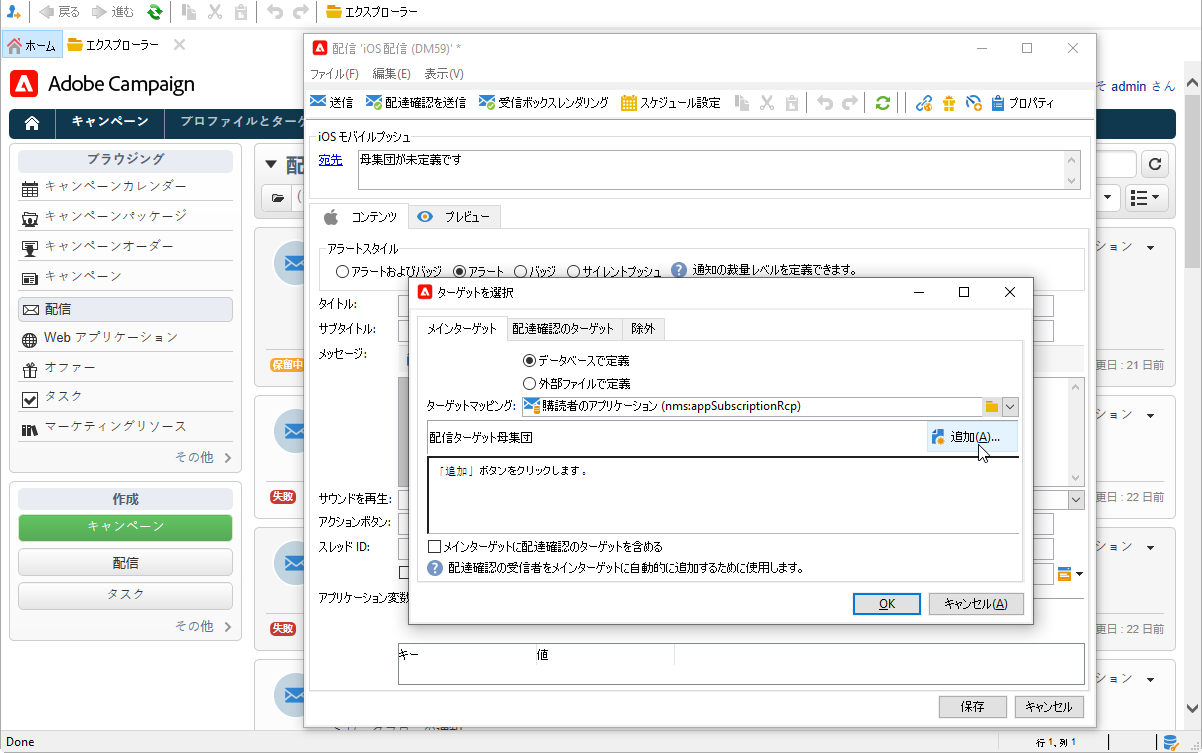 戻る 進む エクスプローラー
ホーム エクスプローラー
Adobe Campaign
そ admin さん
キャンペーン プロファイルとターゲ
ブラウジング
キャンペーンカレンダー
キャンペーンパッケージ
キャンペーンオーダー
キャンペーン
配信
Web アプリケーション
オファー
タスク
マーケティングリソース
その他
作成
キャンペーン
配信
タスク
その他
配
保留中
失敗
失敗
ション
更日 : 21 日前
ション
更日 : 22 日前
ション
更日 : 22 日前
ション
配信 'iOS 配信 (DM59)' *
ファイル(F) 編集(E) 表示(V)
送信 配達確認を送信 受信ボックスレンダリング スケジュール設定 プロパティ
iOS モバイルプッシュ
宛先 母集団が未定義です
コンテンツ プレビュー
アラートスタイル
アラートおよびバッジ アラート バッジ サイレントプッシュ 通知の裁量レベルを定義できます。
タイトル:
サブタイトル:
メッセージ:
サウンドを再生:
アクションボタン:
スレッド ID:
アプリケーション変数
キー 値
保存 キャンセル
ターゲットを選択
メインターゲット 配達確認のターゲット 除外
データベースで定義
外部ファイルで定義
ターゲットマッピング: 購読者のアプリケーション (nms:appSubscriptionRcp)
配信ターゲット母集団 追加(A)...
「追加」ボタンをクリックします。
メインターゲットに配達確認のターゲットを含める
配達確認の受信者をメインターゲットに自動的に追加するために使用します。
OK キャンセル(A)
Done 行 1, 列 1